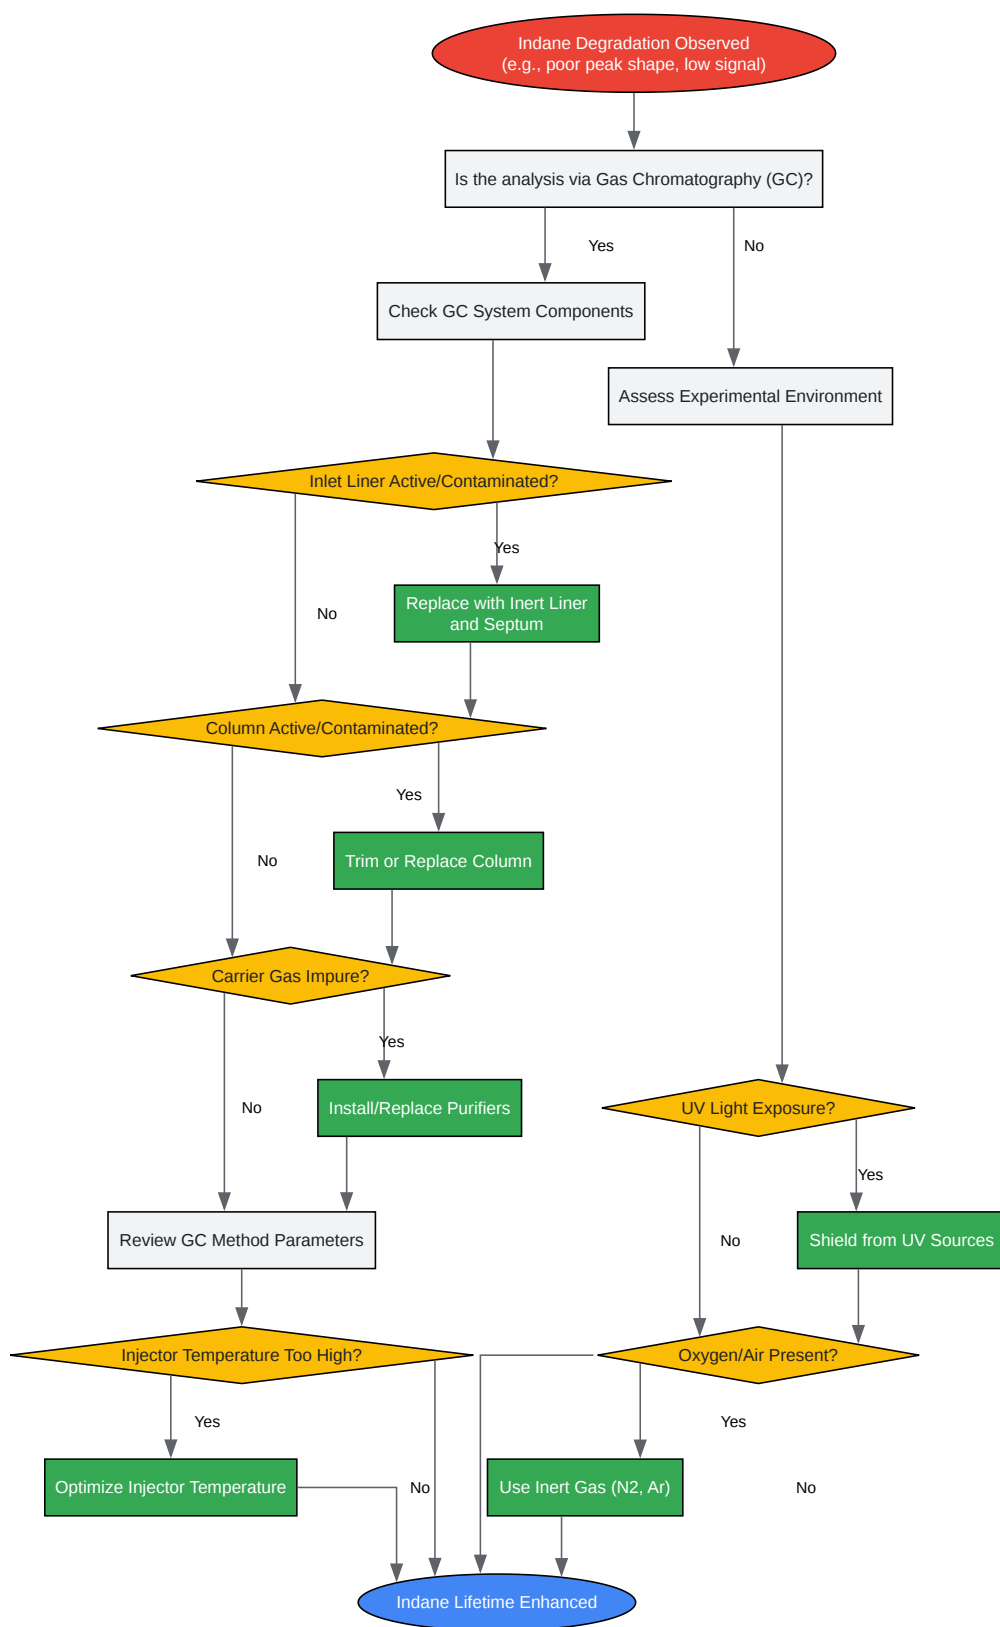 Indane Degradation Observed
(e.g., poor peak shape, low signal)
Is the analysis via Gas Chromatography (GC)?
Yes
No
Check GC System Components
Assess Experimental Environment
Inlet Liner Active/Contaminated?
Yes
Replace with Inert Liner
and Septum
No
Column Active/Contaminated?
Yes
Trim or Replace Column
No
Carrier Gas Impure?
Yes
Install/Replace Purifiers
No
UV Light Exposure?
Yes
Review GC Method Parameters
No
Shield from UV Sources
Injector Temperature Too High?
Oxygen/Air Present?
Yes
Yes
Optimize Injector Temperature
No
Use Inert Gas (N2, Ar)
No
Indane Lifetime Enhanced